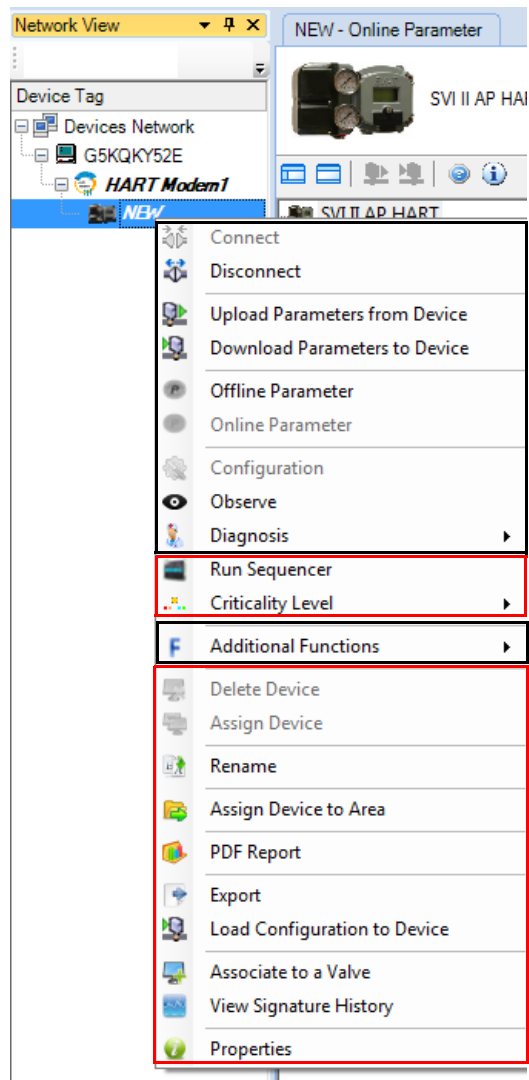 Network View
NEW - Online Parameter
Device Tag
SVI II AP HAR
Devices Network
G5KQKY52E
HART Modem1
NEW
SVI II AP HART
Connect
Disconnect
Upload Parameters from Device
Download Parameters to Device
Offline Parameter
Online Parameter
Configuration
Observe
Diagnosis
Run Sequencer
Criticality Level
Additional Functions
Delete Device
Assign Device
Rename
Assign Device to Area
PDF Report
Export
Load Configuration to Device
Associate to a Valve
View Signature History
Properties